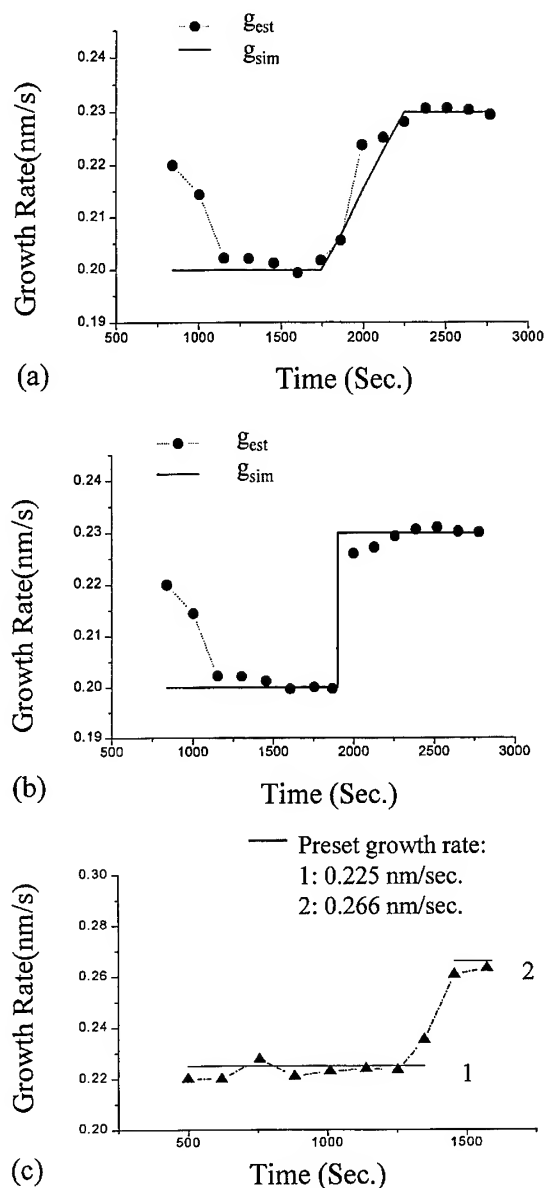 g_est
g_sim
Growth Rate(nm/s)
0.23
0.22
0.21
0.20
0.19
500 1000 1500 2000 2500 3000
(a)
Time (Sec.)
g_est
g_sim
Growth Rate(nm/s)
0.24
0.23
0.22
0.21
0.20
0.19
500 1000 1500 2000 2500 3000
(b)
Time (Sec.)
Preset growth rate:
1: 0.225 nm/sec.
2: 0.266 nm/sec.
Growth Rate(nm/s)
0.30
0.28
0.26
0.24
0.22
0.20
2
1
500 1000 1500
(c)
Time (Sec.)